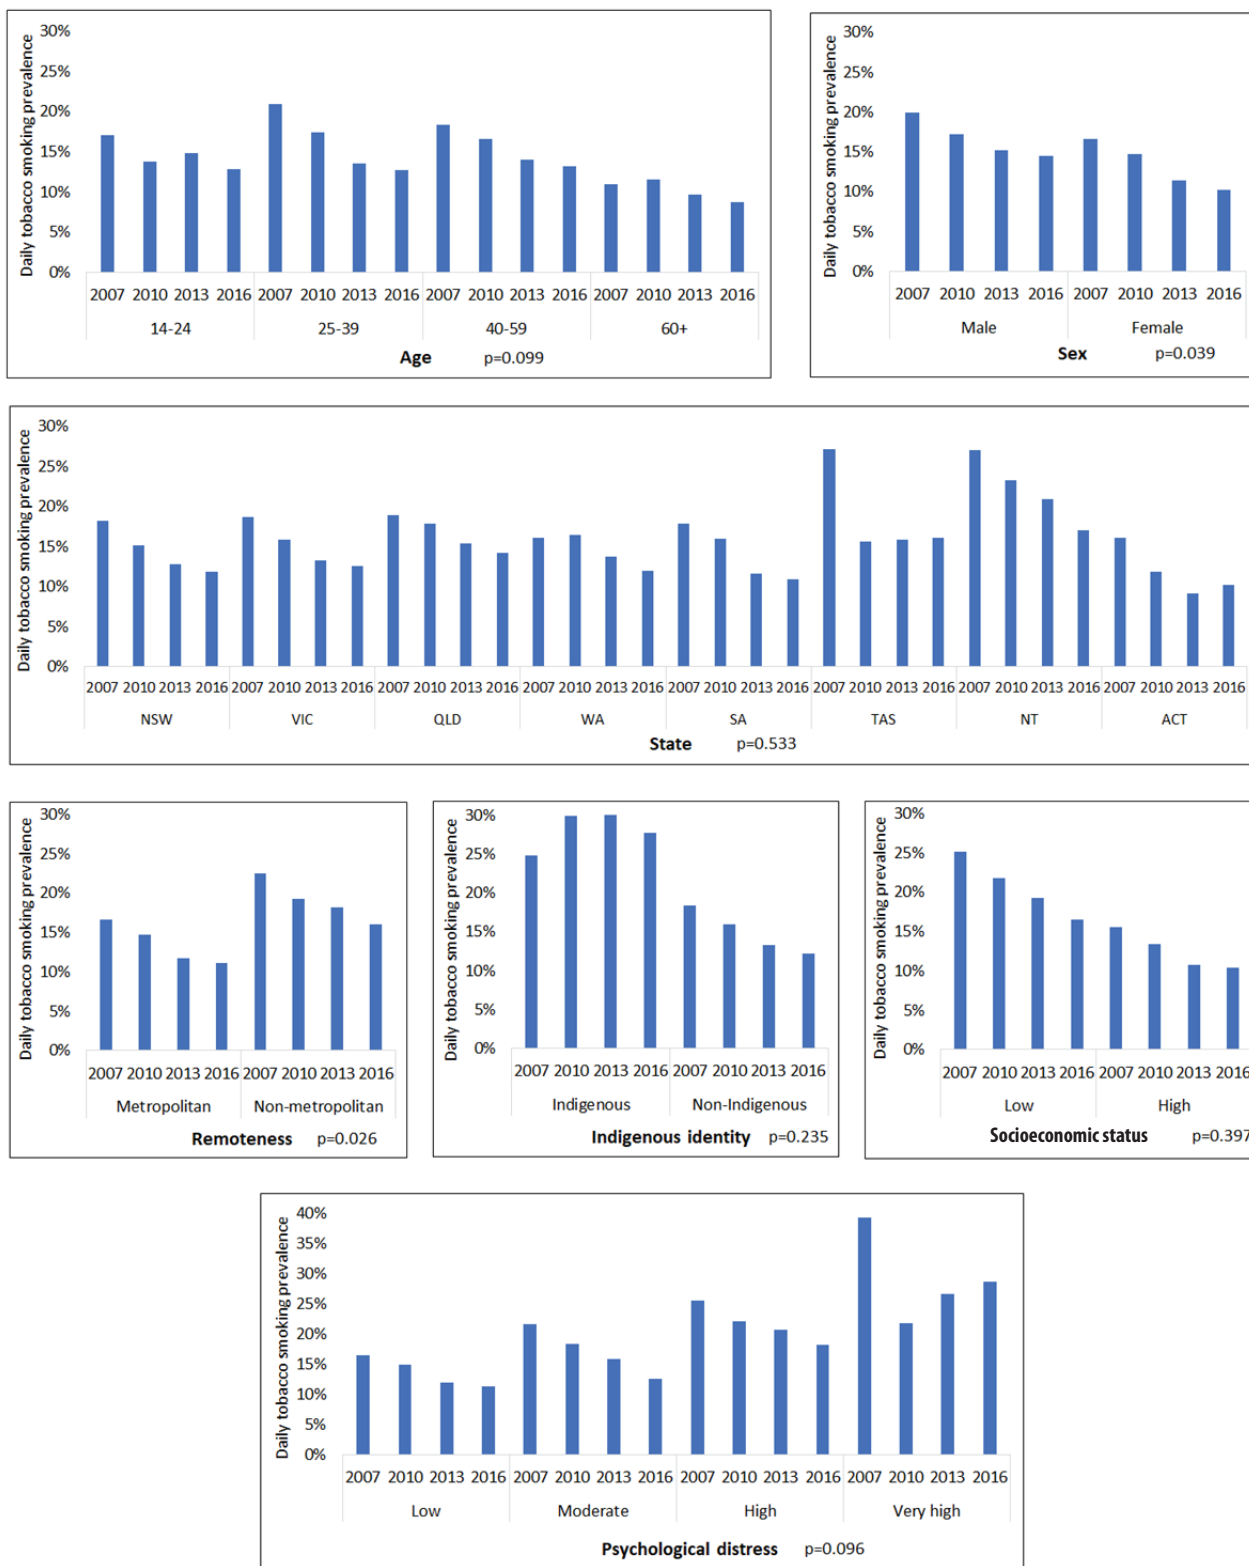 Daily tobacco smoking prevalence
30%
25%
20%
15%
10%
5%
0%
2007 2010 2013 2016 2007 2010 2013 2016 2007 2010 2013 2016 2007 2010 2013 2016
14-24 25-39 40-59 60+
Age p=0.099
Daily tobacco smoking prevalence
30%
25%
20%
15%
10%
5%
0%
2007 2010 2013 2016 2007 2010 2013 2016
Male Female
Sex p=0.039
Daily tobacco smoking prevalence
30%
25%
20%
15%
10%
5%
0%
2007 2010 2013 2016 2007 2010 2013 2016 2007 2010 2013 2016 2007 2010 2013 2016 2007 2010 2013 2016 2007 2010 2013 2016 2007 2010 2013 2016 2007 2010 2013 2016
NSW VIC QLD WA SA TAS NT ACT
State p=0.533
Daily tobacco smoking prevalence
30%
25%
20%
15%
10%
5%
0%
2007 2010 2013 2016 2007 2010 2013 2016
Metropolitan Non-metropolitan
Remoteness p=0.026
Daily tobacco smoking prevalence
30%
25%
20%
15%
10%
5%
0%
2007 2010 2013 2016 2007 2010 2013 2016
Indigenous Non-Indigenous
Indigenous identity p=0.235
Daily tobacco smoking prevalence
30%
25%
20%
15%
10%
5%
0%
2007 2010 2013 2016 2007 2010 2013 2016
Low High
Socioeconomic status p=0.397
Daily tobacco smoking prevalence
40%
35%
30%
25%
20%
15%
10%
5%
0%
2007 2010 2013 2016 2007 2010 2013 2016 2007 2010 2013 2016 2007 2010 2013 2016
Low Moderate High Very high
Psychological distress p=0.096